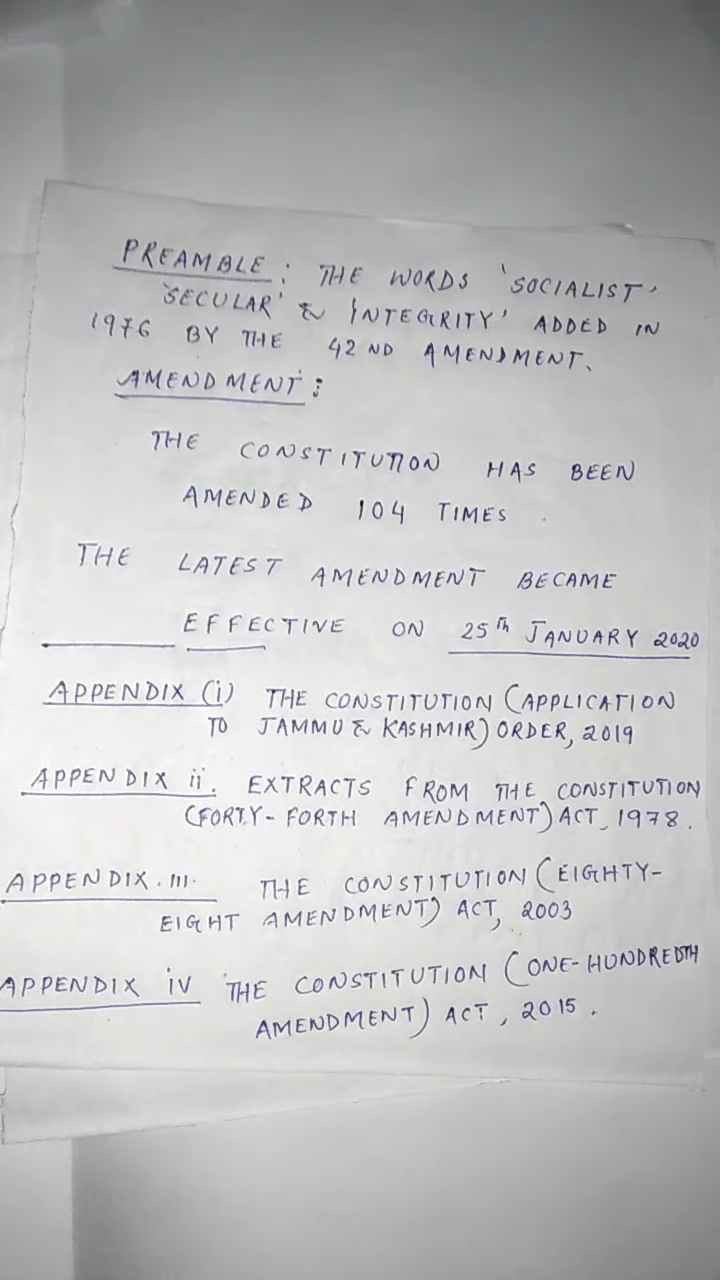 PREAMBLE : THE WORDS 'SOCIALIST'
'SECULAR' & 'INTEGRITY' ADDED IN
1976 BY THE 42 ND AMENDMENT.
AMENDMENT :
THE CONSTITUTION HAS BEEN
AMENDED 104 TIMES .
THE LATEST AMENDMENT BECAME
EFFECTIVE ON 25th JANUARY 2020
APPENDIX (i) THE CONSTITUTION (APPLICATION
TO JAMMU & KASHMIR) ORDER, 2019
APPENDIX ii. EXTRACTS FROM THE CONSTITUTION
(FORTY-FORTH AMENDMENT) ACT, 1978.
APPENDIX . III. THE CONSTITUTION (EIGHTY-
EIGHT AMENDMENT) ACT, 2003
APPENDIX iv THE CONSTITUTION (ONE-HUNDREDTH
AMENDMENT) ACT, 2015.